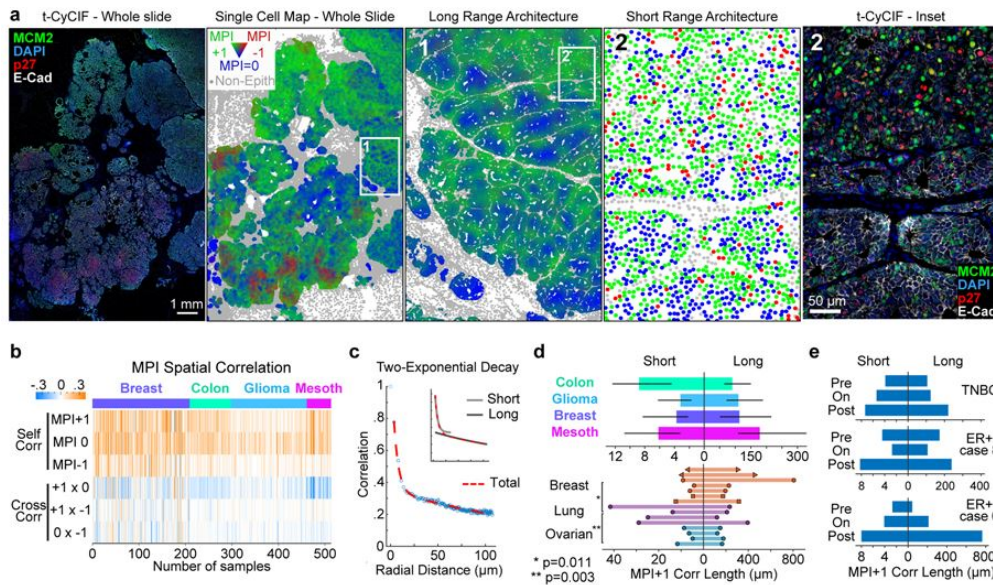 a
t-CyCIF - Whole slide
MCM2
DAPI
p27
E-Cad
1 mm
Single Cell Map - Whole Slide
MPI MPI
+1 -1
MPI=0
Non-Epith
1
Long Range Architecture
1
2
Short Range Architecture
2
t-CyCIF - Inset
2
MCM2
DAPI
p27
E-Cad
50 µm
b
MPI Spatial Correlation
-.3 0 0.3
Breast Colon Glioma Mesoth
Self Corr
MPI+1
MPI 0
MPI-1
Cross Corr
+1 x 0
+1 x -1
0 x -1
0 100 200 300 400 500
Number of samples
c
Two-Exponential Decay
Correlation
1
.8
.6
.4
.2
0
Short
Long
Total
0 50 100
Radial Distance (µm)
d
Short Long
Colon
Glioma
Breast
Mesoth
12 8 4 0 150 300
Breast
*
Lung
Ovarian
**
* p=0.011
** p=0.003
40 20 0 400 800
MPI+1 Corr Length (µm)
e
Short Long
Pre
On
Post
TNBC
Pre
On
Post
ER+
case
Pre
On
Post
ER+
case
8 4 0 200 400
8 4 0 400 800
MPI+1 Corr Length (µm)